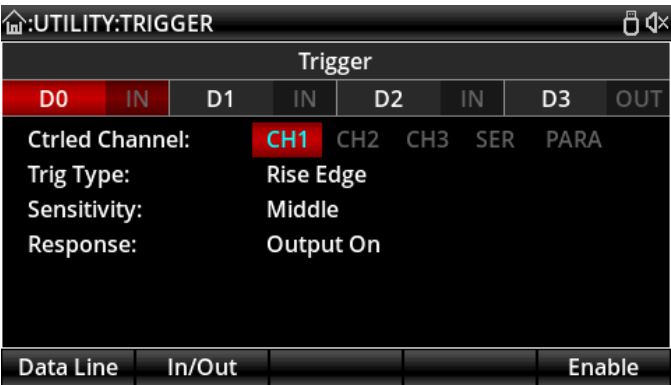 :UTILITY:TRIGGER
Trigger
D0 IN D1 IN D2 IN D3 OUT
Ctrled Channel: CH1 CH2 CH3 SER PARA
Trig Type: Rise Edge
Sensitivity: Middle
Response: Output On
Data Line In/Out Enable